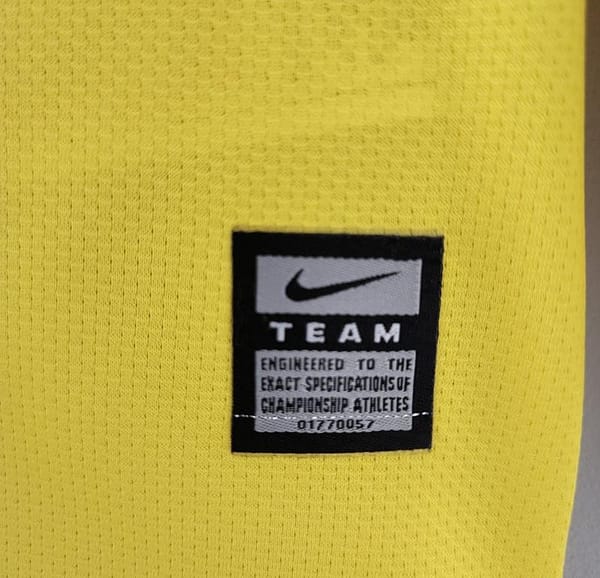 TEAM
ENGINEERED TO THE
EXACT SPECIFICATIONS OF
CHAMPIONSHIP ATHLETES
01770057